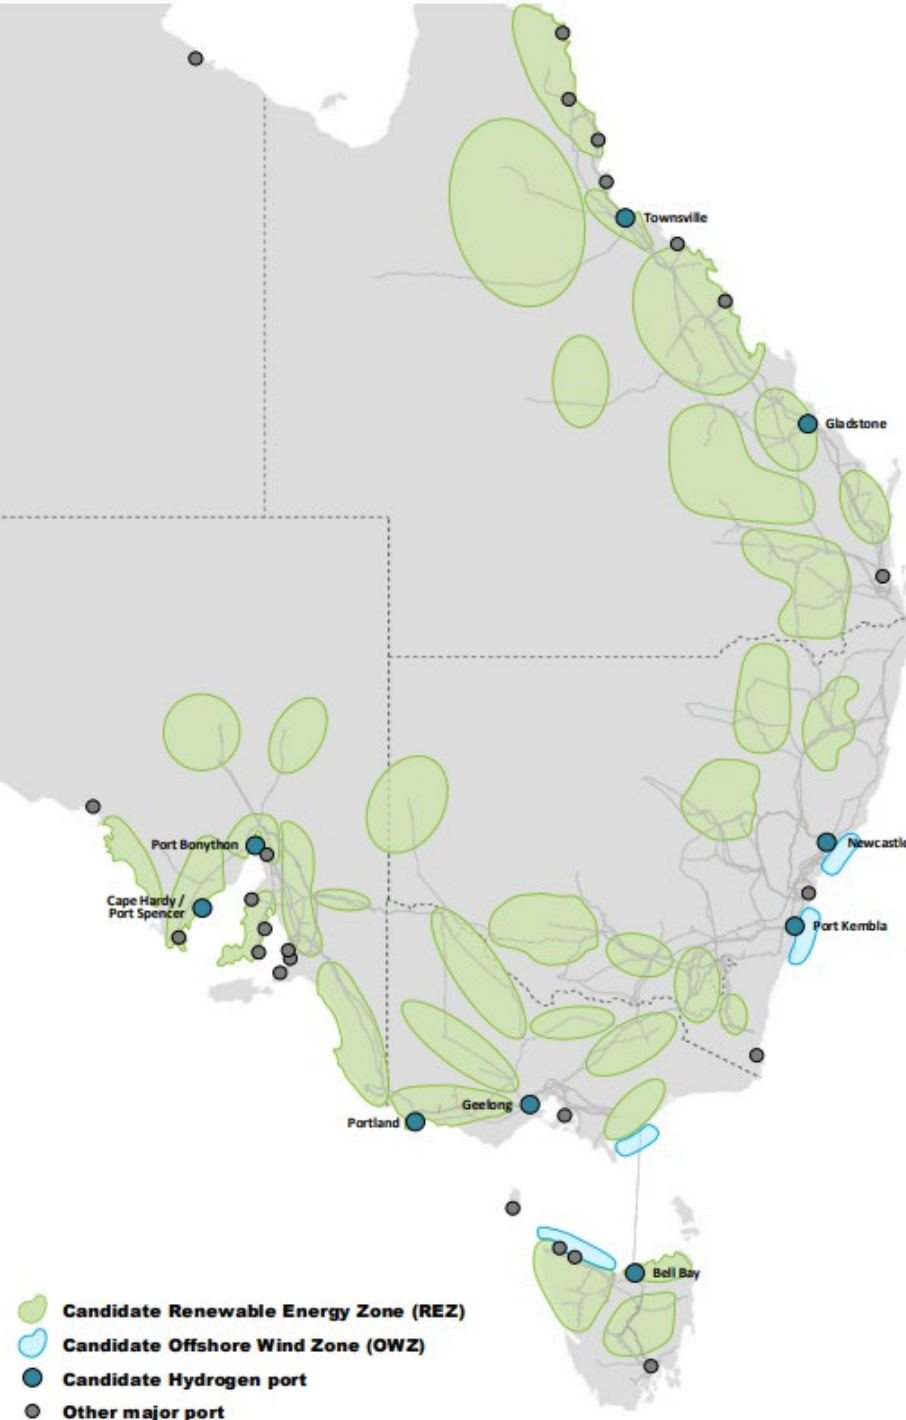 Townsville
Gladstone
Port Bonython
Newcastle
Cape Hardy /
Port Spencer
Port Kembla
Geelong
Portland
Bell Bay
Candidate Renewable Energy Zone (REZ)
Candidate Offshore Wind Zone (OWZ)
Candidate Hydrogen port
Other major port